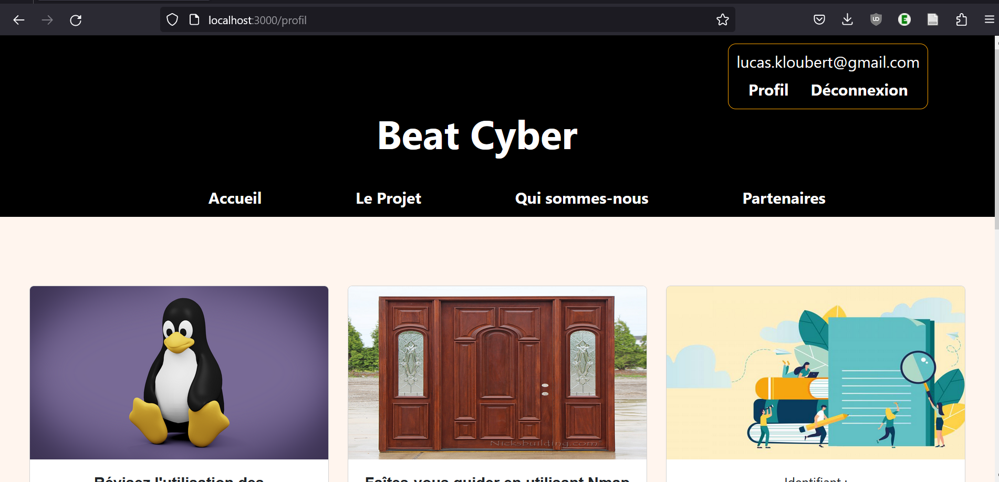 localhost:3000/profil
lucas.kloubert@gmail.com
Profil Déconnexion
Beat Cyber
Accueil Le Projet Qui sommes-nous Partenaires
Nicksbuilding.com
Révisez l'utilisation des
Faîtes-vous guider en utilisant Nmap
Identifiant :